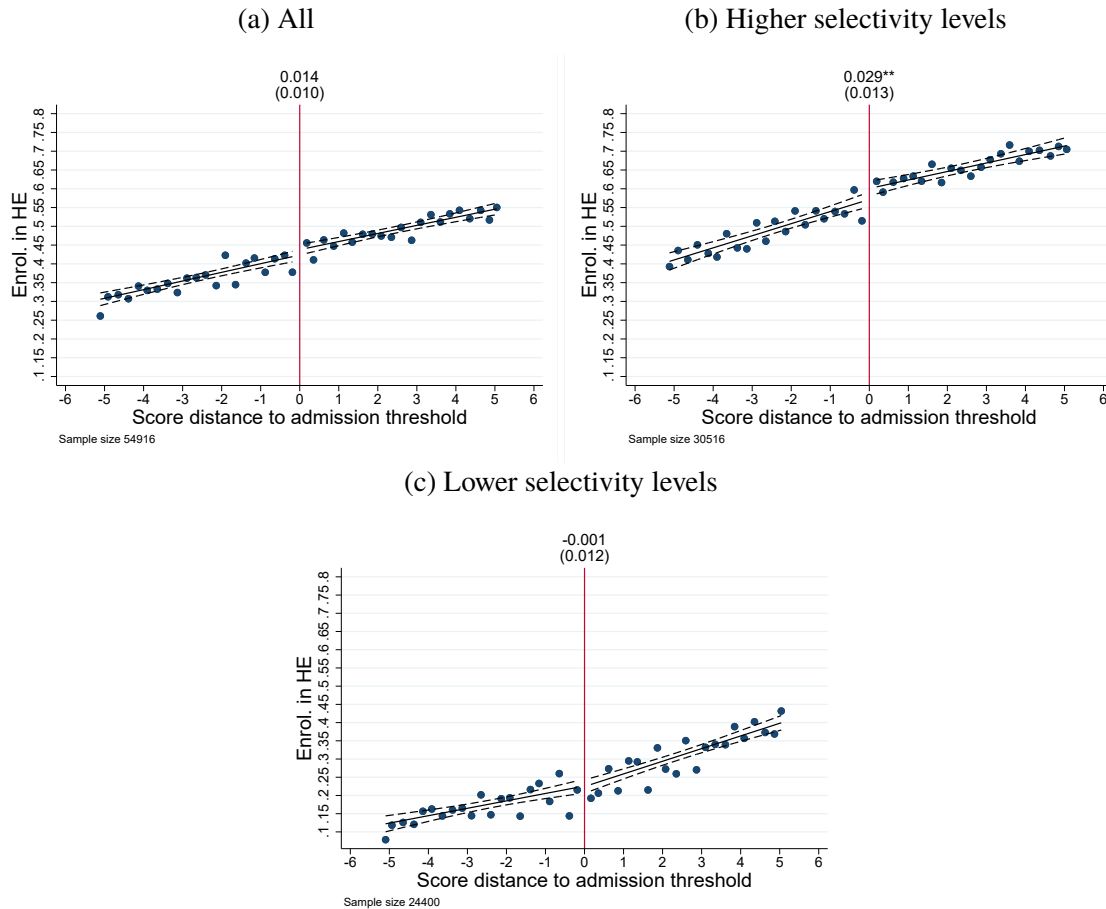 (a) All
0.014
(0.010)
Enrol. in HE
.1 .15 .2 .25 .3 .35 .4 .45 .5 .55 .6 .65 .7 .75 .8
-6 -5 -4 -3 -2 -1 0 1 2 3 4 5 6
Score distance to admission threshold
Sample size 54916
(b) Higher selectivity levels
0.029**
(0.013)
Enrol. in HE
.1 .15 .2 .25 .3 .35 .4 .45 .5 .55 .6 .65 .7 .75 .8
-6 -5 -4 -3 -2 -1 0 1 2 3 4 5 6
Score distance to admission threshold
Sample size 30516
(c) Lower selectivity levels
-0.001
(0.012)
Enrol. in HE
.1 .15 .2 .25 .3 .35 .4 .45 .5 .55 .6 .65 .7 .75 .8
-6 -5 -4 -3 -2 -1 0 1 2 3 4 5 6
Score distance to admission threshold
Sample size 24400